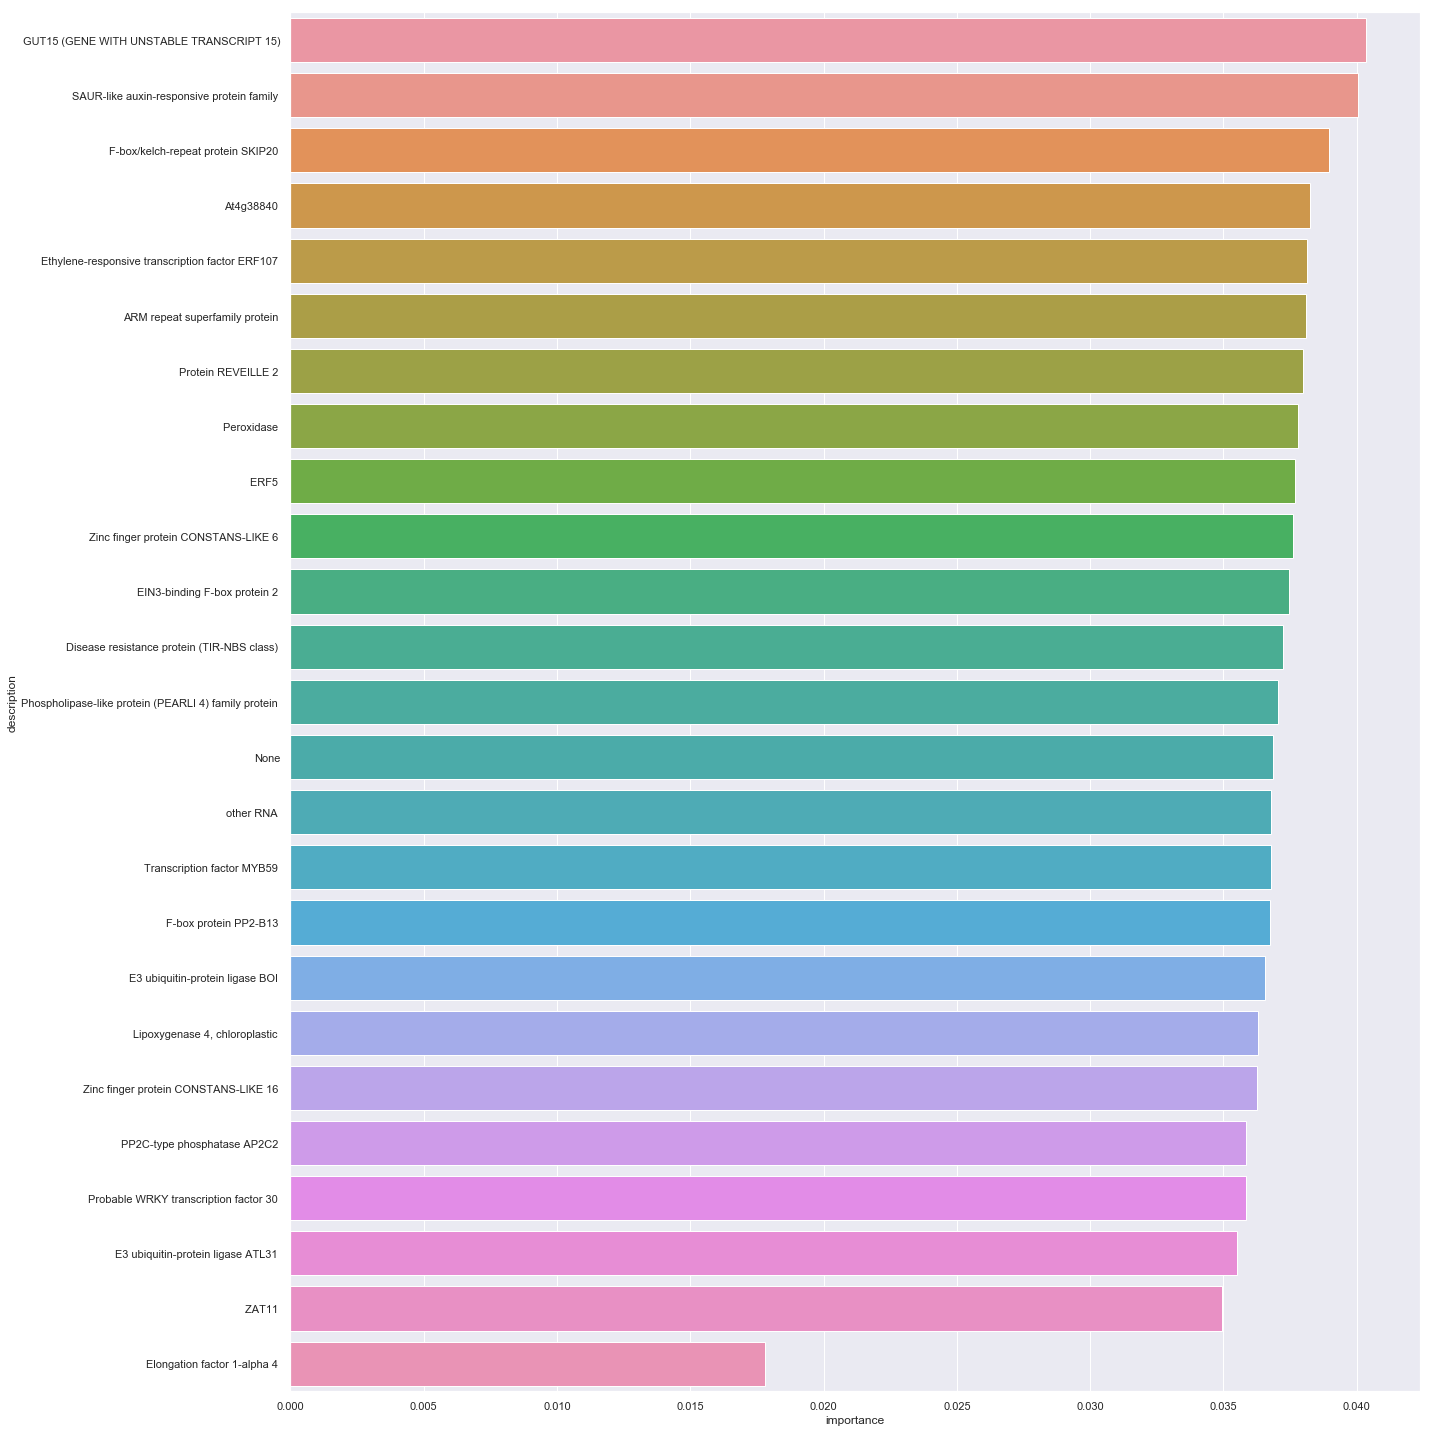 GUT15 (GENE WITH UNSTABLE TRANSCRIPT 15)
SAUR-like auxin-responsive protein family
F-box/kelch-repeat protein SKIP20
At4g38840
Ethylene-responsive transcription factor ERF107
ARM repeat superfamily protein
Protein REVEILLE 2
Peroxidase
ERF5
Zinc finger protein CONSTANS-LIKE 6
EIN3-binding F-box protein 2
Disease resistance protein (TIR-NBS class)
description
Phospholipase-like protein (PEARLI 4) family protein
None
other RNA
Transcription factor MYB59
F-box protein PP2-B13
E3 ubiquitin-protein ligase BOI
Lipoxygenase 4, chloroplastic
Zinc finger protein CONSTANS-LIKE 16
PP2C-type phosphatase AP2C2
Probable WRKY transcription factor 30
E3 ubiquitin-protein ligase ATL31
ZAT11
Elongation factor 1-alpha 4
0.000 0.005 0.010 0.015 0.020 0.025 0.030 0.035 0.040
importance